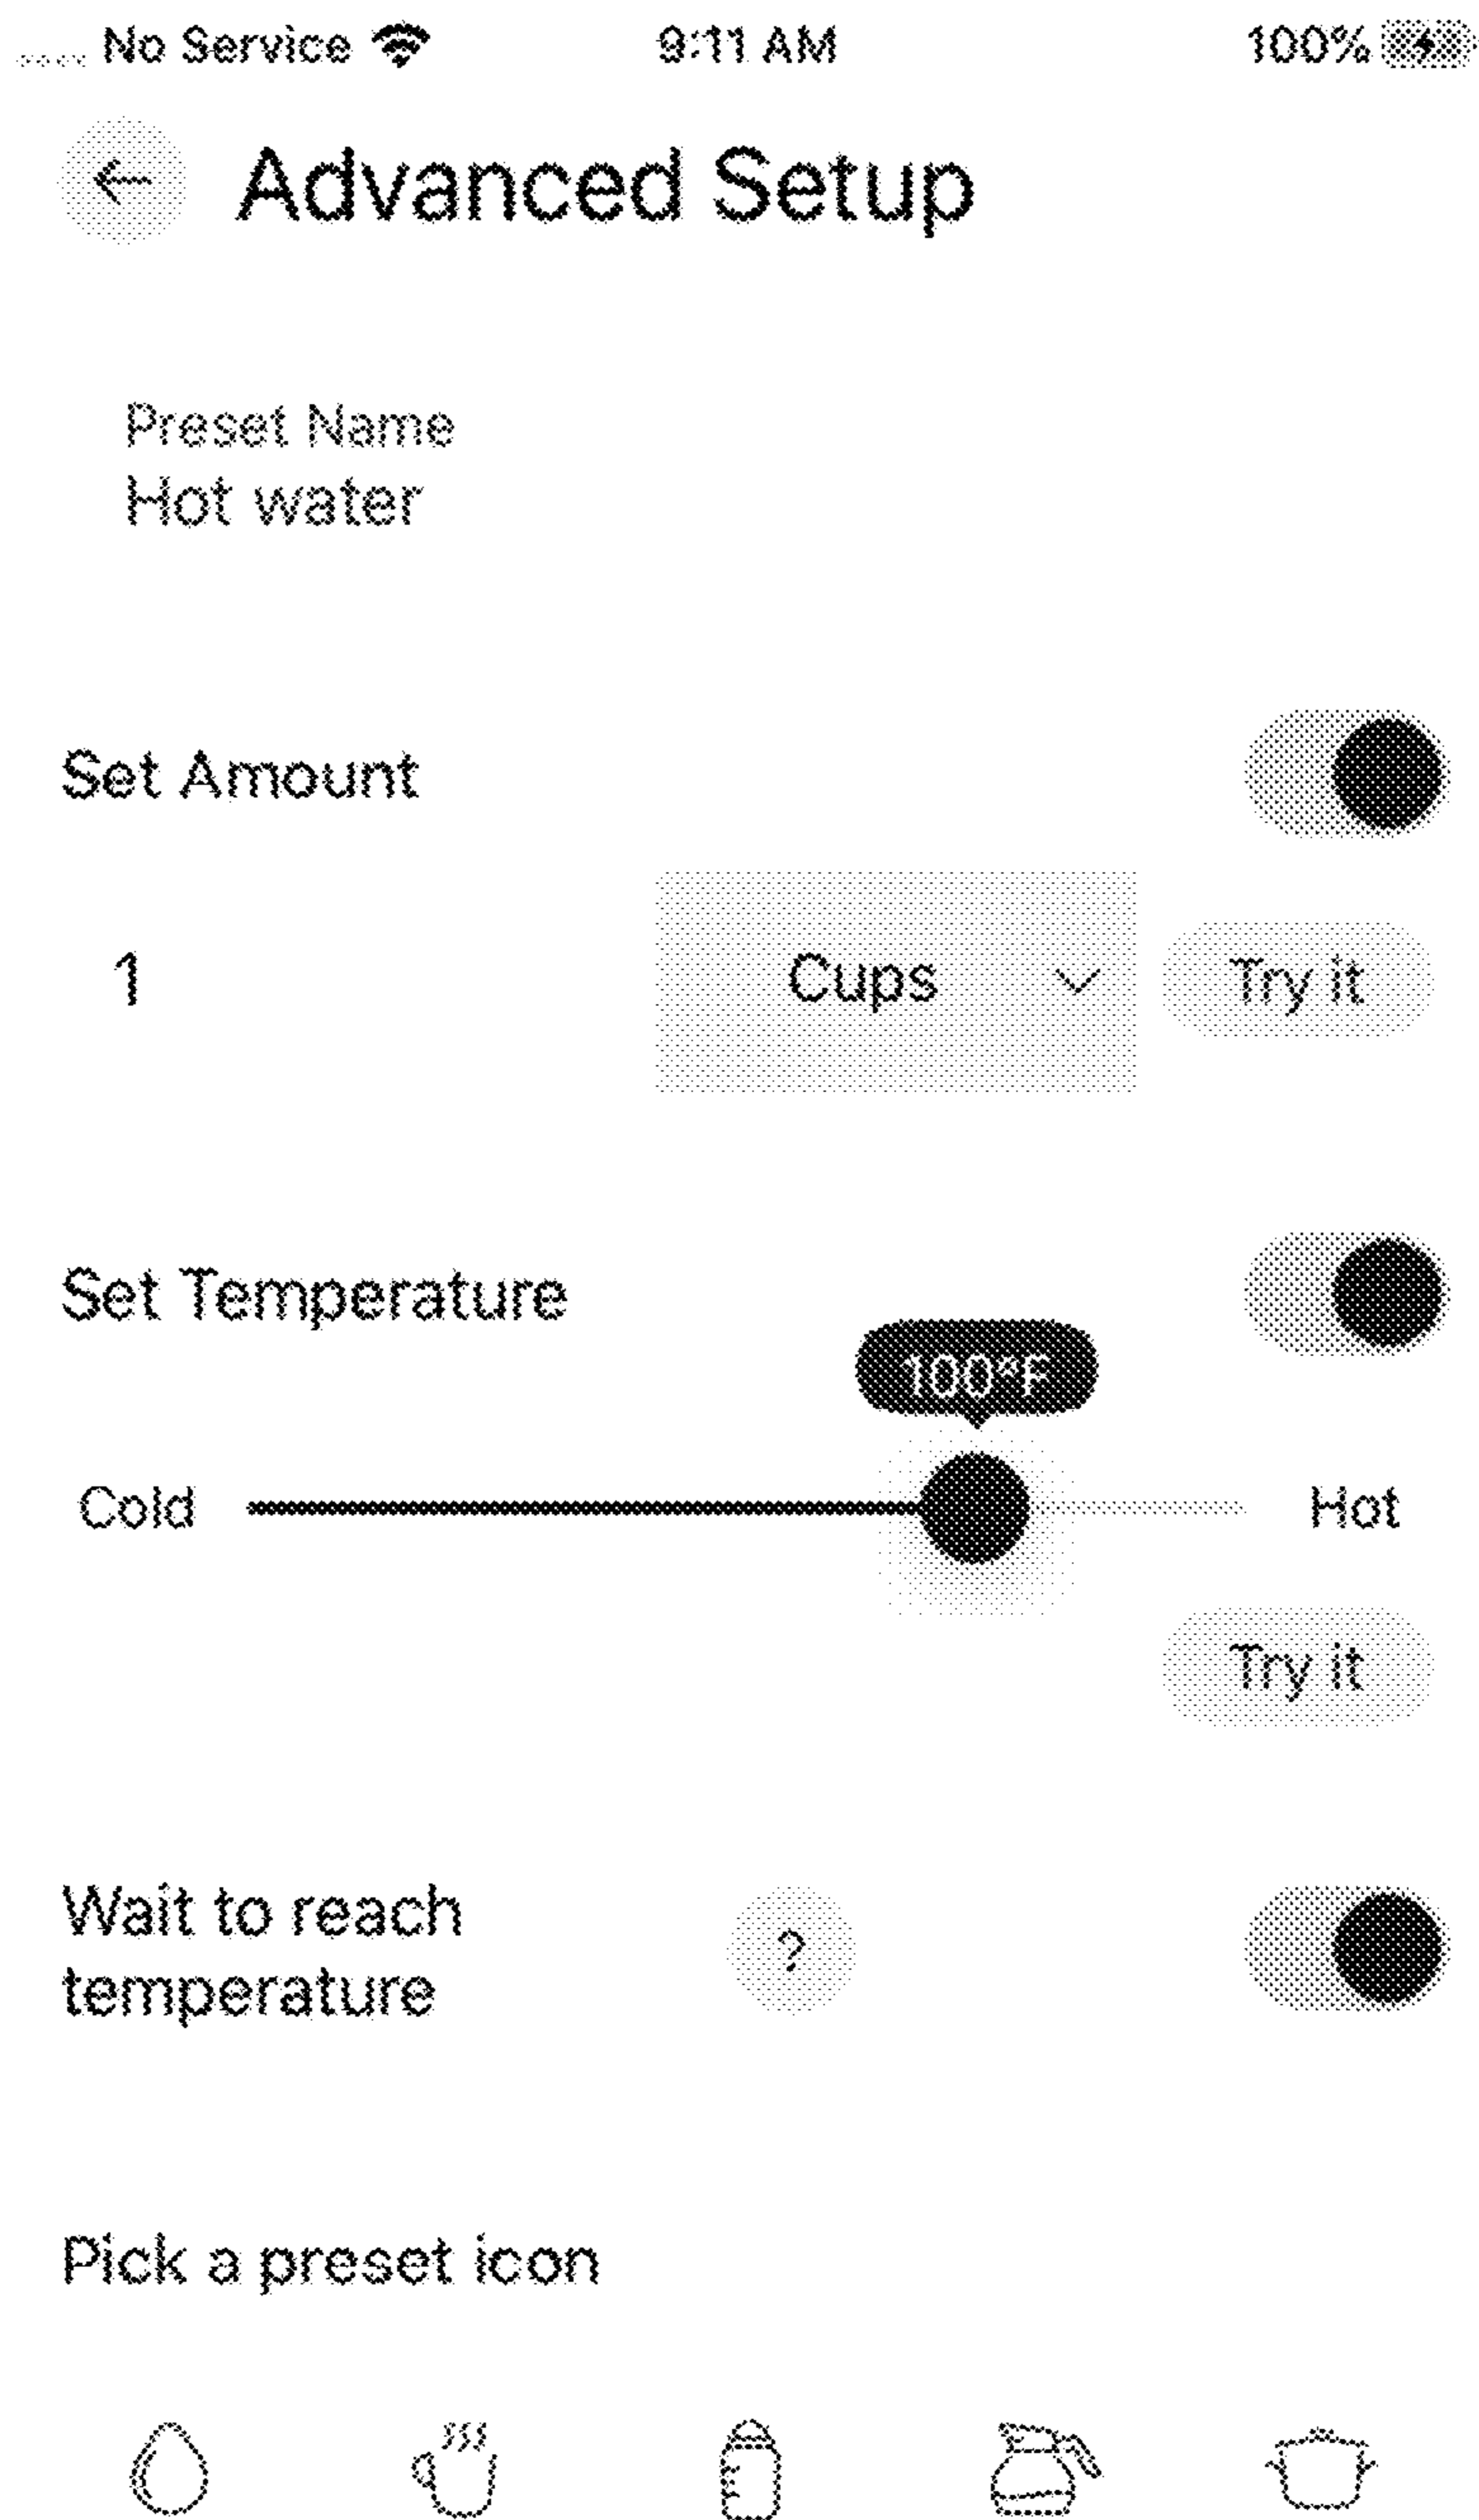 No Service 9:11 AM 100%
Advanced Setup
Preset Name
Hot water
Set Amount
1 Cups Try it
Set Temperature
100°F
Cold Hot
Try it
Wait to reach
temperature
?
Pick a preset icon